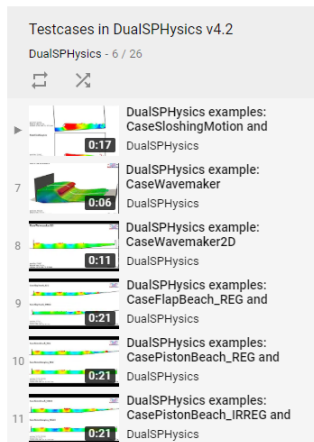 Testcases in DualSPHysics v4.2
DualSPHysics - 6 / 26
DualSPHysics examples:
CaseSloshingMotion and
0:17
DualSPHysics
7
DualSPHysics example:
CaseWavemaker
0:06
DualSPHysics
8
DualSPHysics example:
CaseWavemaker2D
0:11
DualSPHysics
9
DualSPHysics examples:
CaseFlapBeach_REG and
0:21
DualSPHysics
10
DualSPHysics examples:
CasePistonBeach_REG and
0:21
DualSPHysics
11
DualSPHysics examples:
CasePistonBeach_IRREG and
0:21
DualSPHysics